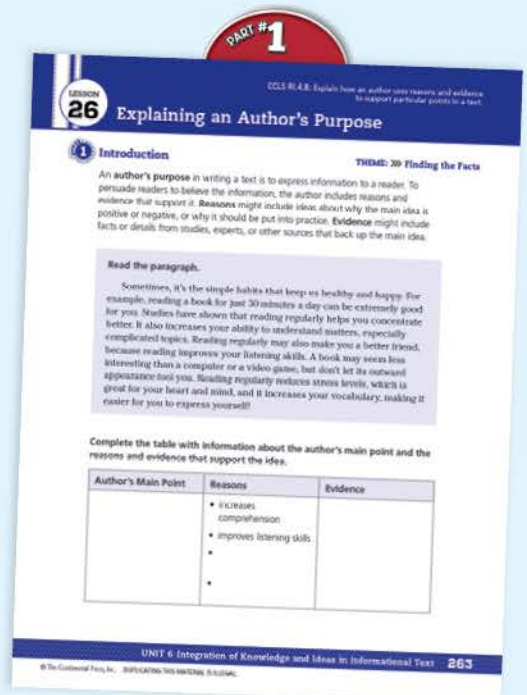 PART #1
CCLS RI.4.8: Explain how an author uses reasons and evidence
to support particular points in a text.
LESSON
26
Explaining an Author's Purpose
1 Introduction
THEME: »» Finding the Facts
An author's purpose in writing a text is to express information to a reader. To
persuade readers to believe the information, the author includes reasons and
evidence that support it. Reasons might include ideas about why the main idea is
positive or negative, or why it should be put into practice. Evidence might include
facts or details from studies, experts, or other sources that back up the main idea.
Read the paragraph.
Sometimes, it's the simple habits that keep us healthy and happy. For
example, reading a book for just 30 minutes a day can be extremely good
for you. Studies have shown that reading regularly helps you concentrate
better. It also increases your ability to understand matters, especially
complicated topics. Reading regularly may also make you a better friend,
because reading improves your listening skills. A book may seem less
interesting than a computer or a video game, but don't let its outward
appearance fool you. Reading regularly reduces stress levels, which is
great for your heart and mind, and it increases your vocabulary, making it
easier for you to express yourself!
Complete the table with information about the author's main point and the
reasons and evidence that support the idea.
Author's Main Point
Reasons
Evidence
• increases
comprehension
• improves listening skills
•
•
UNIT 6 Integration of Knowledge and Ideas in Informational Text 263
© The Continental Press, Inc. DUPLICATING THIS MATERIAL IS ILLEGAL.